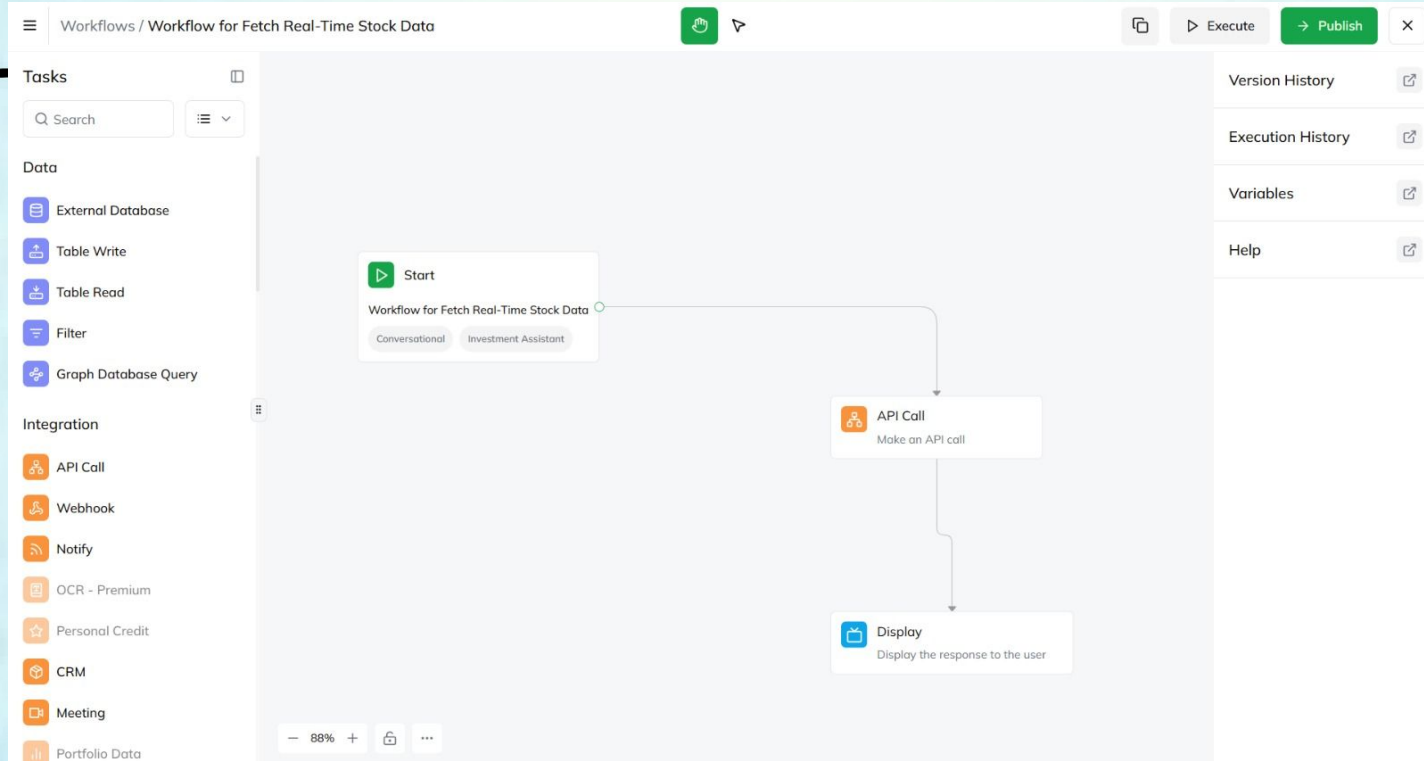 Workflows / Workflow for Fetch Real-Time Stock Data
Execute
Publish
Tasks
Search
Data
External Database
Table Write
Table Read
Filter
Graph Database Query
Integration
API Call
Webhook
Notify
OCR - Premium
Personal Credit
CRM
Meeting
Portfolio Data
Start
Workflow for Fetch Real-Time Stock Data
Conversational
Investment Assistant
API Call
Make an API call
Display
Display the response to the user
88%
Version History
Execution History
Variables
Help